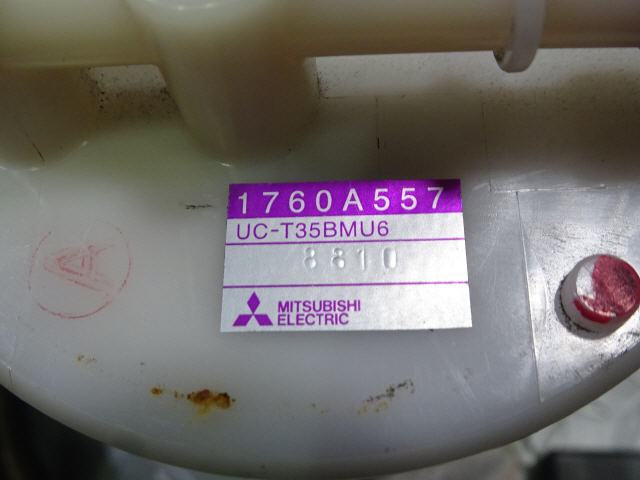 1760A557
UC-T35BMU6
8810
MITSUBISHI
ELECTRIC